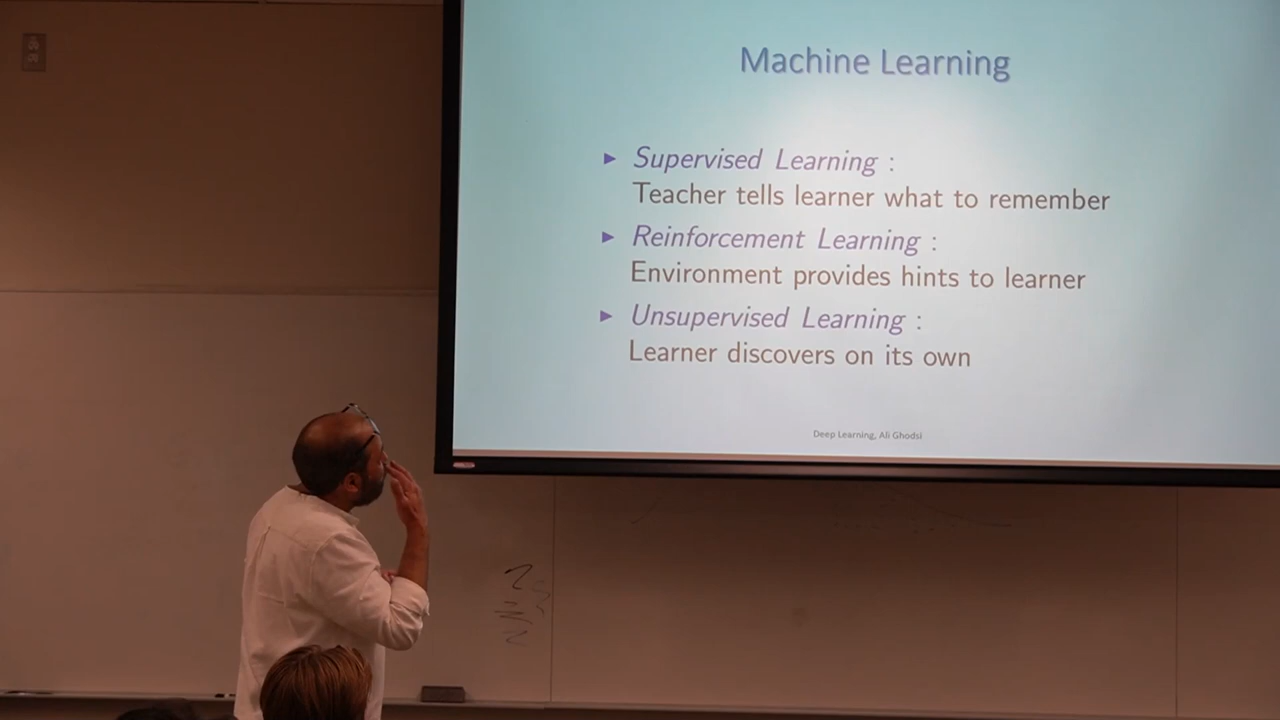 Machine Learning
▶ Supervised Learning :
Teacher tells learner what to remember
▶ Reinforcement Learning :
Environment provides hints to learner
▶ Unsupervised Learning :
Learner discovers on its own
Deep Learning, Ali Ghodsi